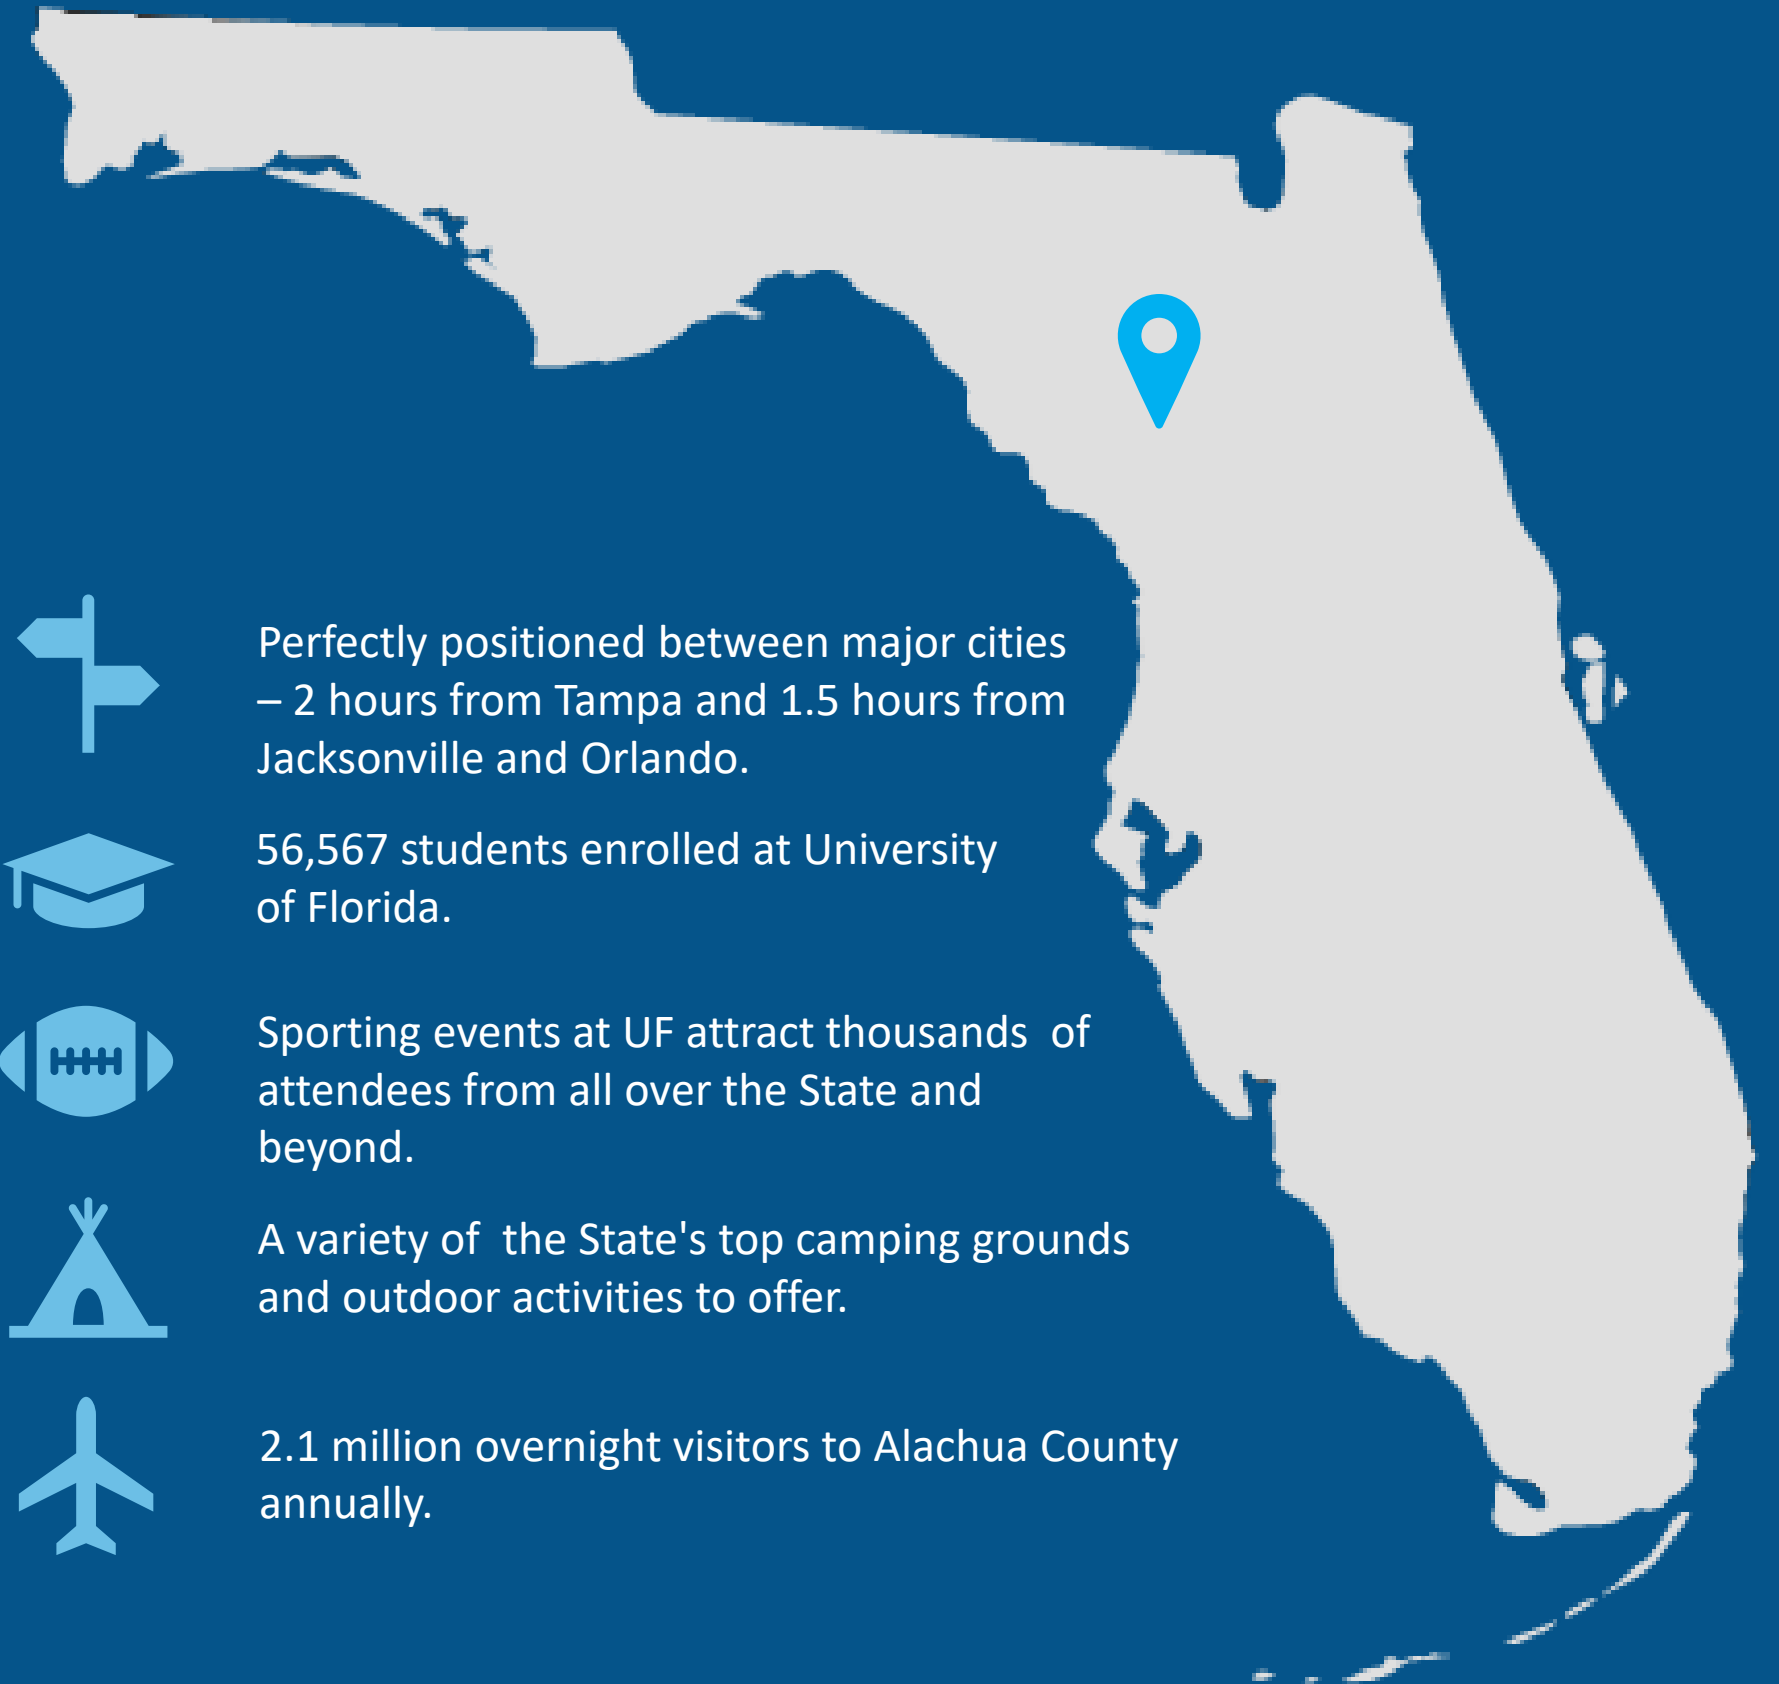 Perfectly positioned between major cities
– 2 hours from Tampa and 1.5 hours from
Jacksonville and Orlando.
56,567 students enrolled at University
of Florida.
Sporting events at UF attract thousands  of
attendees from all over the State and
beyond.
A variety of  the State's top camping grounds
and outdoor activities to offer.
2.1 million overnight visitors to Alachua County
annually.